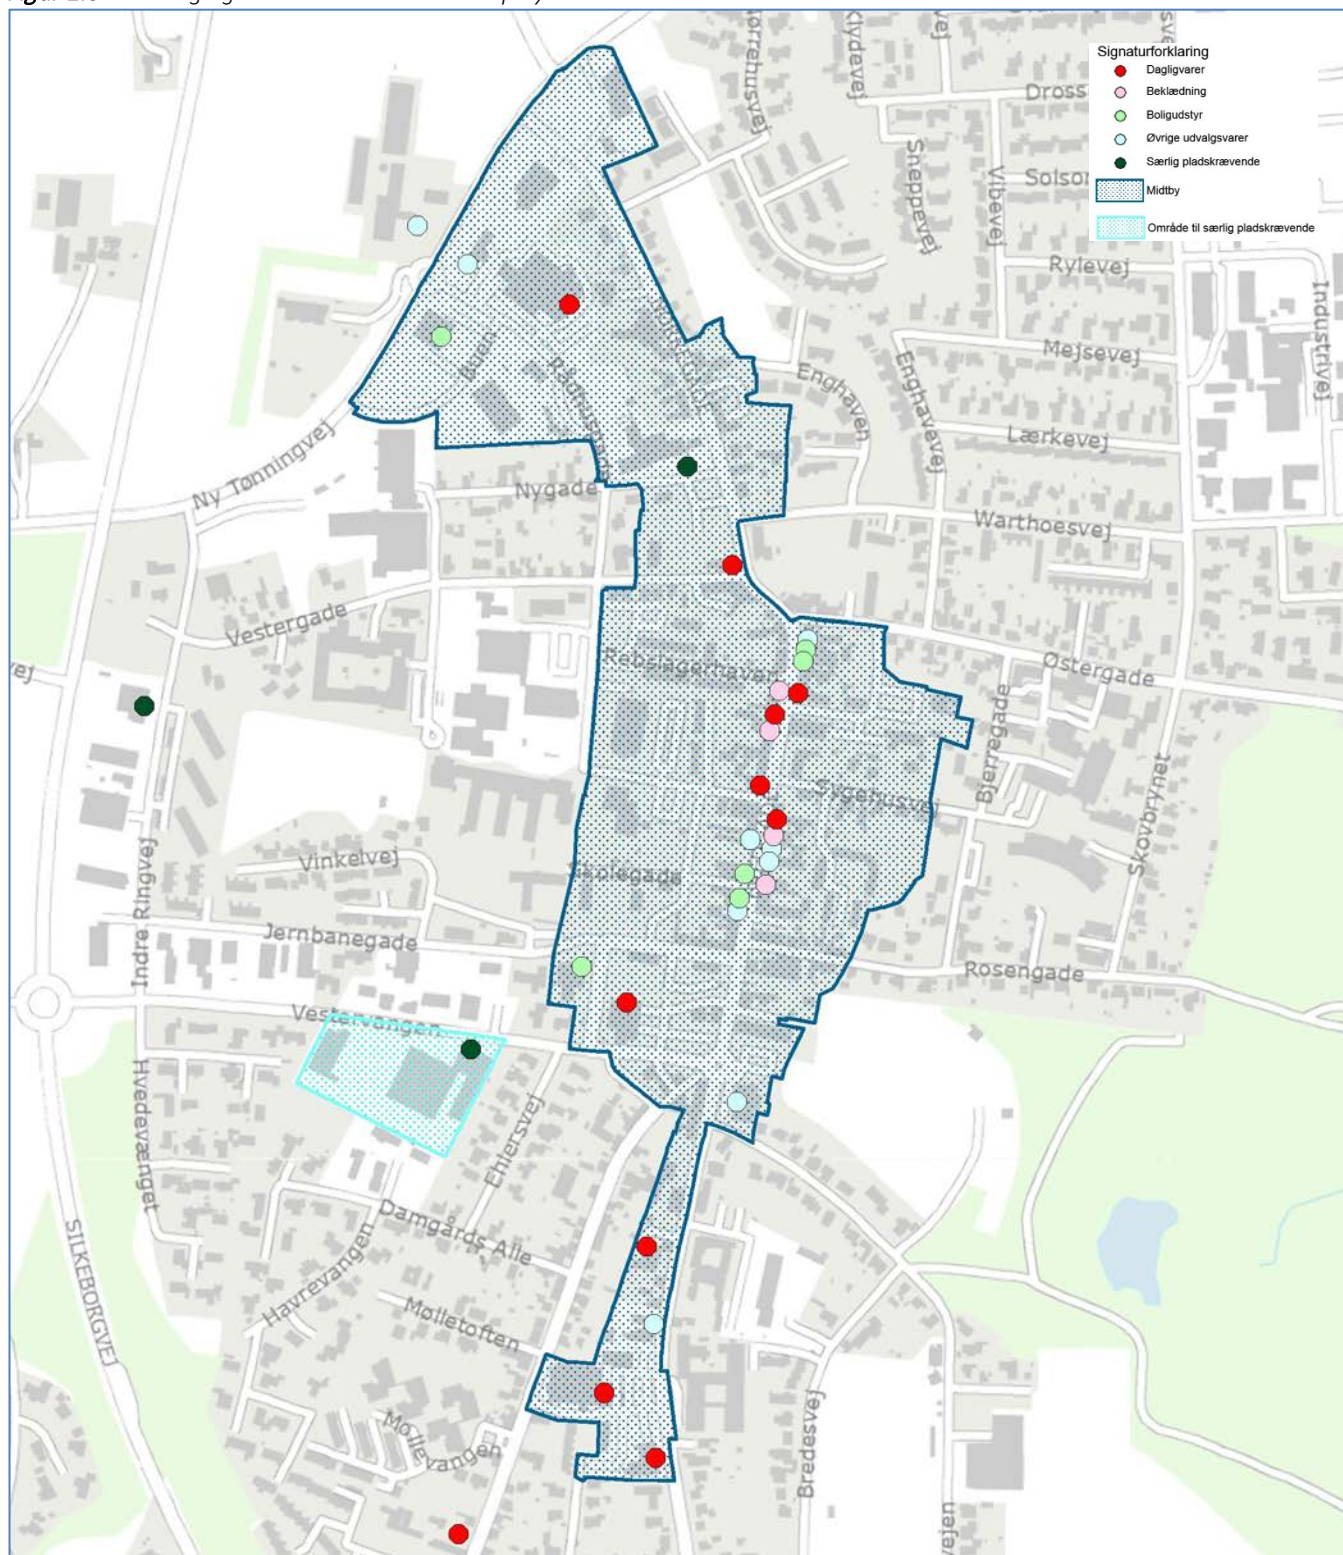 Signaturforklaring
Dagligvarer
Beklædning
Boligudstyr
Øvrige udvalgsvarer
Særlig pladskrævende
Midtby
Område til særlig pladskrævende
Sneppevej
Vibevej
Rylevej
Industrivej
Mejsevej
Enghaven
Enghavevej
Lærkevej
Buen
Ny Tønningvej
Nygade
Warthoesvej
Vestergade
Østergade
Bjerregade
Sygehusvej
Skovbrynet
Vinkelvej
Skolegade
Indre Ringvej
Jernbanegade
Rosengade
Vestervangen
Hvedevænget
Ehlersvej
Damgårds Alle
Havrevangen
SILKEBORGVEJ
Mølletoften
Møllevangen
Bredesvej